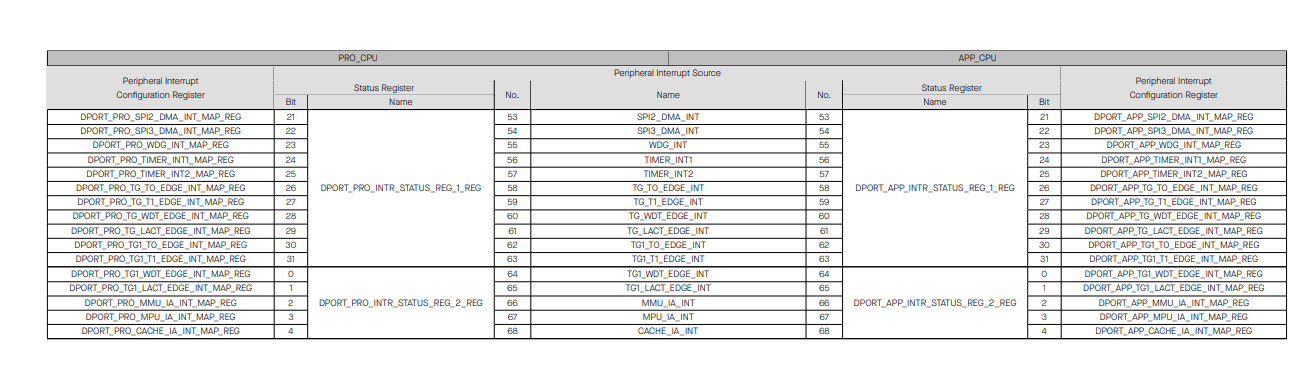 PRO_CPU APP_CPU
Peripheral Interrupt Configuration Register Peripheral Interrupt Source Peripheral Interrupt Configuration Register
Status Register No. Name No. Status Register
Bit Name Name Bit
DPORT_PRO_SPI2_DMA_INT_MAP_REG 21 DPORT_PRO_INTR_STATUS_REG_1_REG 53 SPI2_DMA_INT 53 DPORT_APP_INTR_STATUS_REG_1_REG 21 DPORT_APP_SPI2_DMA_INT_MAP_REG
DPORT_PRO_SPI3_DMA_INT_MAP_REG 22 54 SPI3_DMA_INT 54 22 DPORT_APP_SPI3_DMA_INT_MAP_REG
DPORT_PRO_WDG_INT_MAP_REG 23 55 WDG_INT 55 23 DPORT_APP_WDG_INT_MAP_REG
DPORT_PRO_TIMER_INT1_MAP_REG 24 56 TIMER_INT1 56 24 DPORT_APP_TIMER_INT1_MAP_REG
DPORT_PRO_TIMER_INT2_MAP_REG 25 57 TIMER_INT2 57 25 DPORT_APP_TIMER_INT2_MAP_REG
DPORT_PRO_TG_T0_EDGE_INT_MAP_REG 26 58 TG_T0_EDGE_INT 58 26 DPORT_APP_TG_T0_EDGE_INT_MAP_REG
DPORT_PRO_TG_T1_EDGE_INT_MAP_REG 27 59 TG_T1_EDGE_INT 59 27 DPORT_APP_TG_T1_EDGE_INT_MAP_REG
DPORT_PRO_TG_WDT_EDGE_INT_MAP_REG 28 60 TG_WDT_EDGE_INT 60 28 DPORT_APP_TG_WDT_EDGE_INT_MAP_REG
DPORT_PRO_TG_LACT_EDGE_INT_MAP_REG 29 61 TG_LACT_EDGE_INT 61 29 DPORT_APP_TG_LACT_EDGE_INT_MAP_REG
DPORT_PRO_TG1_T0_EDGE_INT_MAP_REG 30 62 TG1_T0_EDGE_INT 62 30 DPORT_APP_TG1_T0_EDGE_INT_MAP_REG
DPORT_PRO_TG1_T1_EDGE_INT_MAP_REG 31 63 TG1_T1_EDGE_INT 63 31 DPORT_APP_TG1_T1_EDGE_INT_MAP_REG
DPORT_PRO_TG1_WDT_EDGE_INT_MAP_REG 0 DPORT_PRO_INTR_STATUS_REG_2_REG 64 TG1_WDT_EDGE_INT 64 DPORT_APP_INTR_STATUS_REG_2_REG 0 DPORT_APP_TG1_WDT_EDGE_INT_MAP_REG
DPORT_PRO_TG1_LACT_EDGE_INT_MAP_REG 1 65 TG1_LACT_EDGE_INT 65 1 DPORT_APP_TG1_LACT_EDGE_INT_MAP_REG
DPORT_PRO_MMU_IA_INT_MAP_REG 2 66 MMU_IA_INT 66 2 DPORT_APP_MMU_IA_INT_MAP_REG
DPORT_PRO_MPU_IA_INT_MAP_REG 3 67 MPU_IA_INT 67 3 DPORT_APP_MPU_IA_INT_MAP_REG
DPORT_PRO_CACHE_IA_INT_MAP_REG 4 68 CACHE_IA_INT 68 4 DPORT_APP_CACHE_IA_INT_MAP_REG